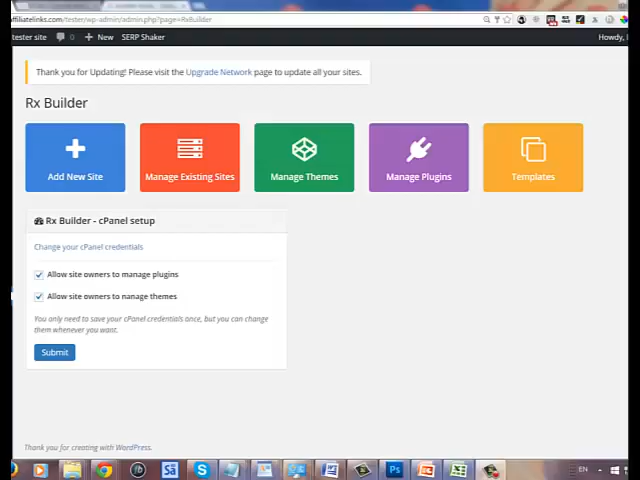 ffiliatelinks.com/tester/wp-admin/admin.php?page=RxBuilder
tester site 0 + New SERP Shaker Howdy, I
Thank you for Updating! Please visit the Upgrade Network page to update all your sites.
Rx Builder
Add New Site Manage Existing Sites Manage Themes Manage Plugins Templates
Rx Builder - cPanel setup
Change your cPanel credentials
Allow site owners to manage plugins
Allow site owners to nanage themes
You only need to save your cPanel credentials once, but you can change
them whenever you want.
Submit
Thank you for creating with WordPress.
EN